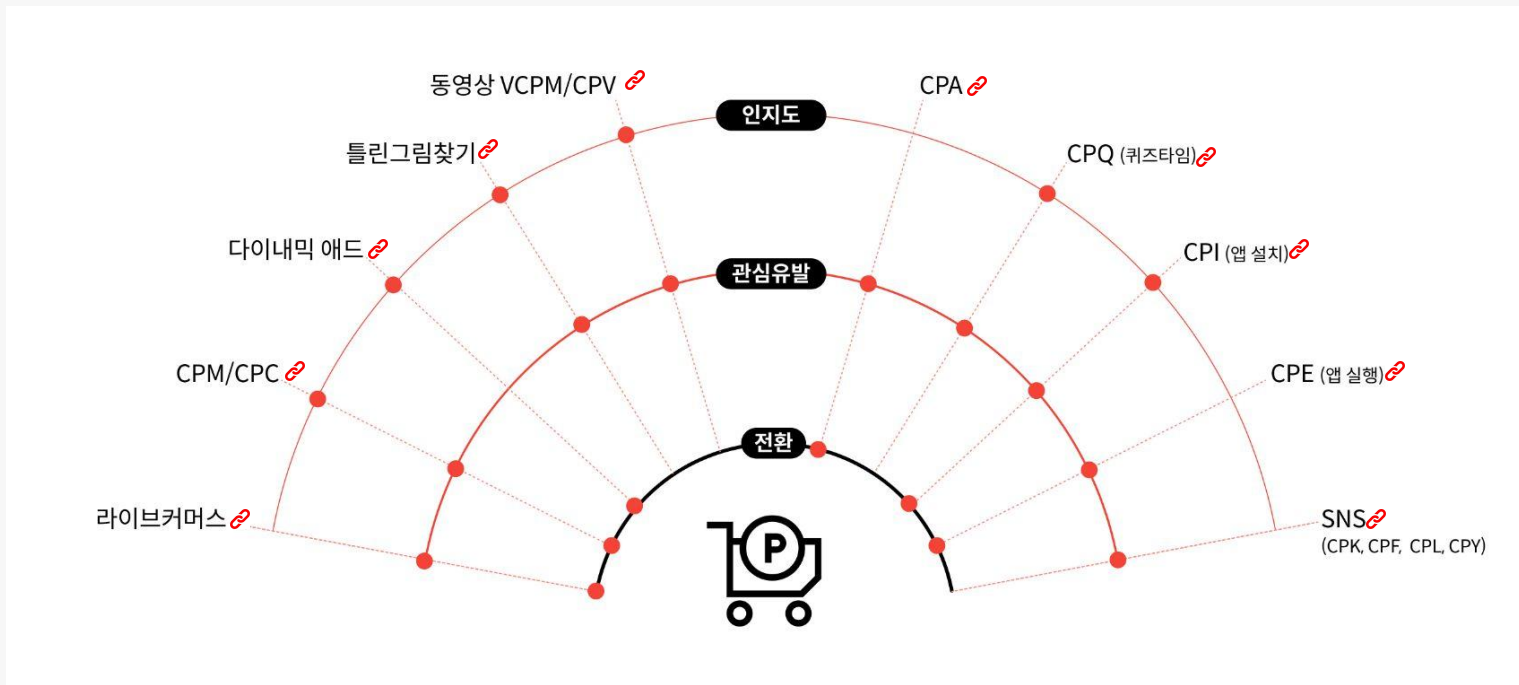 동영상 VCPM/CPV
CPA
인지도
틀린그림찾기
CPQ (퀴즈타임)
다이내믹 애드
CPI (앱 설치)
관심유발
CPM/CPC
CPE (앱 실행)
전환
라이브커머스
SNS
(CPK, CPF, CPL, CPY)
P